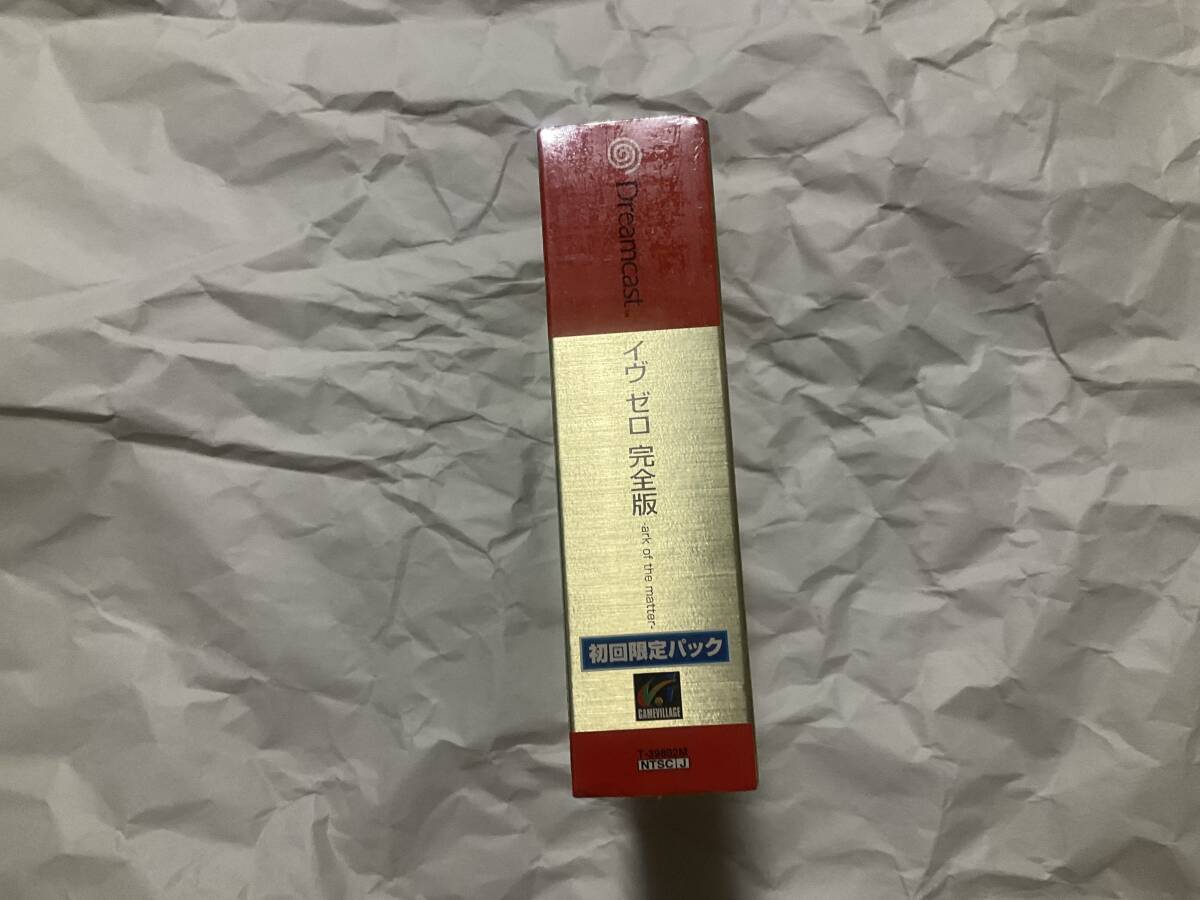 Dreamcast™
イヴ ゼロ 完全版
-ark of the matter-
初回限定パック
GAMEVILLAGE
T-39802M
NTSC J